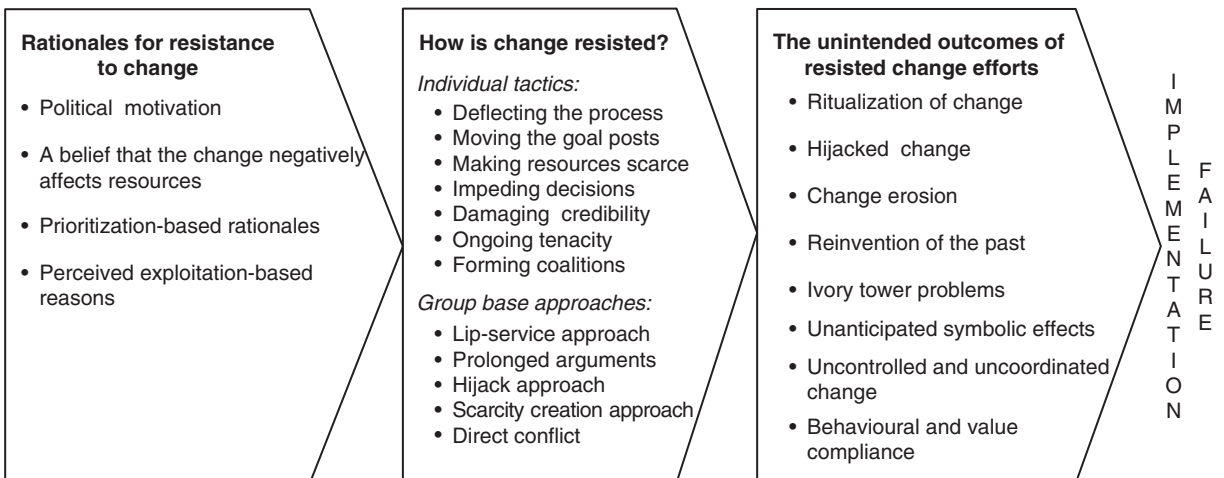 Rationales for resistance
to change
• Political motivation
• A belief that the change negatively
affects resources
• Prioritization-based rationales
• Perceived exploitation-based
reasons
How is change resisted?
Individual tactics:
• Deflecting the process
• Moving the goal posts
• Making resources scarce
• Impeding decisions
• Damaging credibility
• Ongoing tenacity
• Forming coalitions
Group base approaches:
• Lip-service approach
• Prolonged arguments
• Hijack approach
• Scarcity creation approach
• Direct conflict
The unintended outcomes of
resisted change efforts
• Ritualization of change
• Hijacked change
• Change erosion
• Reinvention of the past
• Ivory tower problems
• Unanticipated symbolic effects
• Uncontrolled and uncoordinated
change
• Behavioural and value
compliance
IMPLEMENTATION
FAILURE